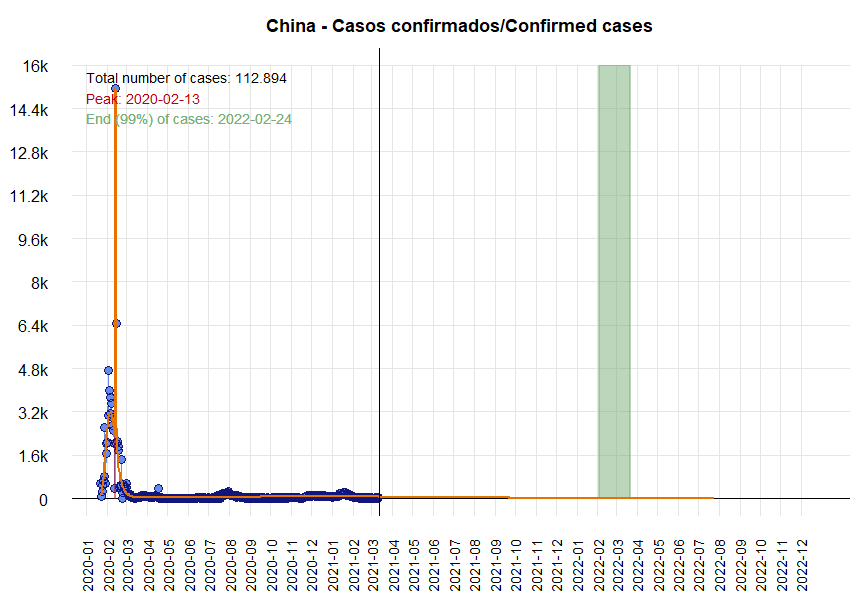 China - Casos confirmados/Confirmed cases
16k
Total number of cases: 112.894
Peak: 2020-02-13
14.4k
End (99%) of cases: 2022-02-24
12.8k
11.2k
9.6k
8k
6.4k
4.8k
3.2k
1.6k
0
2020-01
2020-02
2020-03
2020-04
2020-05
2020-06
2020-07
2020-08
2020-09
2020-10
2020-11
2020-12
2021-01
2021-02
2021-03
2021-04
2021-05
2021-06
2021-07
2021-08
2021-09
2021-10
2021-11
2021-12
2022-01
2022-02
2022-03
2022-04
2022-05
2022-06
2022-07
2022-08
2022-09
2022-10
2022-11
2022-12